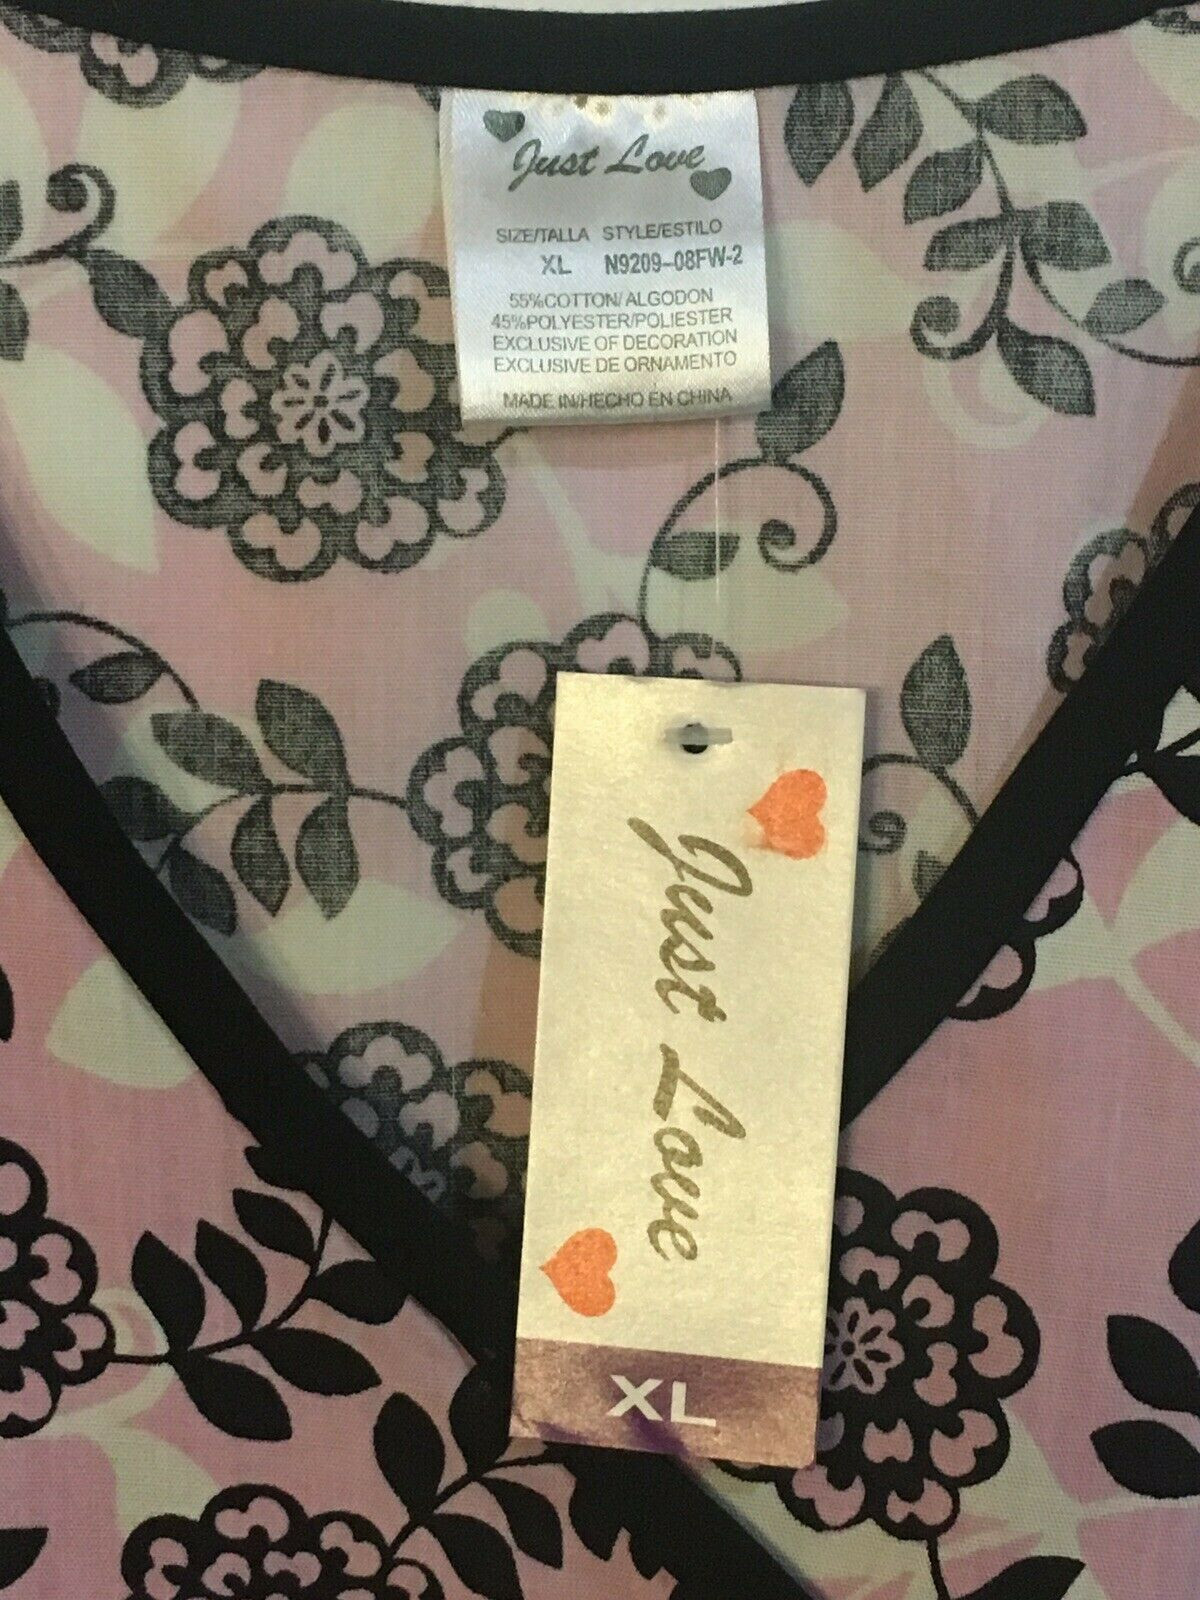 Just Love
SIZE/TALLA STYLE/ESTILO
XL N9209-08FW-2
55%COTTON/ALGODON
45%POLYESTER/POLIESTER
EXCLUSIVE OF DECORATION
EXCLUSIVE DE ORNAMENTO
MADE IN/HECHO EN CHINA
Just Love
XL